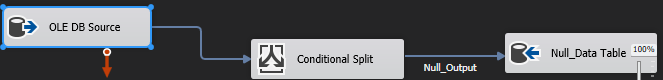 OLE DB Source
Conditional Split
Null_Output
Null_Data Table
100%